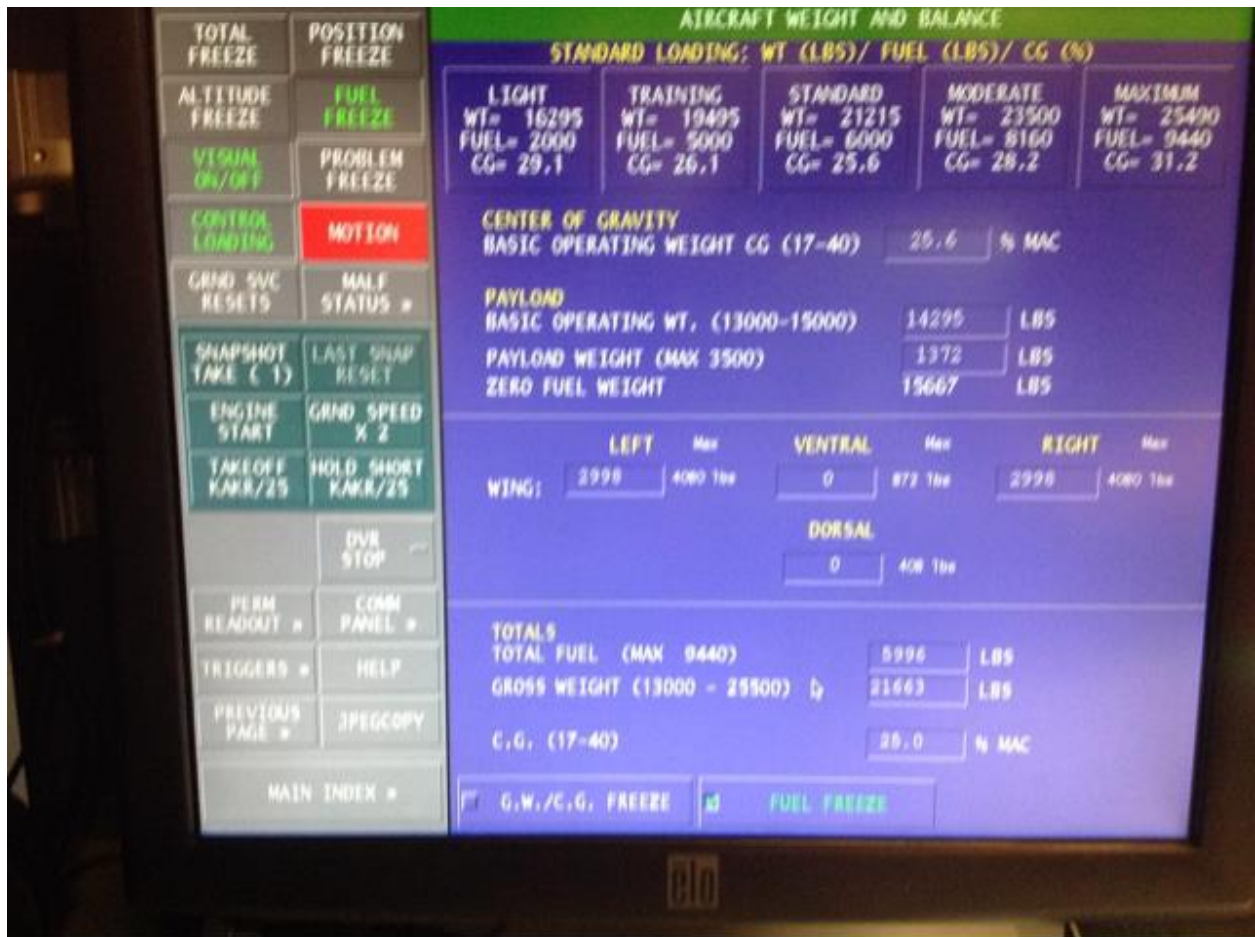 TOTAL FREEZE
POSITION FREEZE
ALTITUDE FREEZE
FUEL FREEZE
VISUAL ON/OFF
PROBLEM FREEZE
CONTROL LOADING
MOTION
GRND SVC RESETS
MALF STATUS »
SNAPSHOT TAKE ( 1)
LAST SNAP RESET
ENGINE START
GRND SPEED X 2
TAKEOFF KAKR/25
HOLD SHORT KAKR/25
DVR STOP
PERM READOUT »
COMM PANEL »
TRIGGERS »
HELP
PREVIOUS PAGE »
JPEGCOPY
MAIN INDEX »
AIRCRAFT WEIGHT AND BALANCE
STANDARD LOADING: WT (LBS)/ FUEL (LBS)/ CG (%)
LIGHT
WT= 16295
FUEL= 2000
CG= 29.1
TRAINING
WT= 19495
FUEL= 5000
CG= 26.1
STANDARD
WT= 21215
FUEL= 6000
CG= 25.6
MODERATE
WT= 23500
FUEL= 8160
CG= 28.2
MAXIMUM
WT= 25490
FUEL= 9440
CG= 31.2
CENTER OF GRAVITY
BASIC OPERATING WEIGHT CG (17-40) 25.6 % MAC
PAYLOAD
BASIC OPERATING WT. (13000-15000) 14295 LBS
PAYLOAD WEIGHT (MAX 3500) 1372 LBS
ZERO FUEL WEIGHT 15667 LBS
LEFT Max VENTRAL Max RIGHT Max
WING: 2998 4080 lbs 0 872 lbs 2998 4080 lbs
DORSAL
0 408 lbs
TOTALS
TOTAL FUEL (MAX 9440) 5996 LBS
GROSS WEIGHT (13000 - 25500) 21663 LBS
C.G. (17-40) % MAC
G.W./C.G. FREEZE FUEL FREEZE
elo